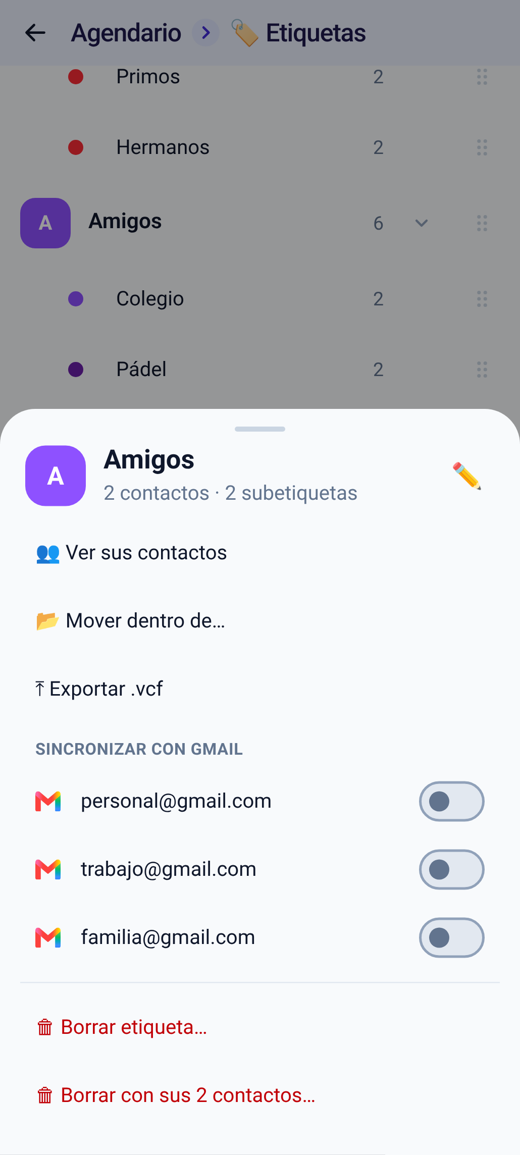 Agendario > 🏷️ Etiquetas
Primos 2
Hermanos 2
A Amigos 6
Colegio 2
Pádel 2
A Amigos
2 contactos · 2 subetiquetas
👥 Ver sus contactos
📂 Mover dentro de…
⤒ Exportar .vcf
SINCRONIZAR CON GMAIL
personal@gmail.com
trabajo@gmail.com
familia@gmail.com
🗑 Borrar etiqueta…
🗑 Borrar con sus 2 contactos…